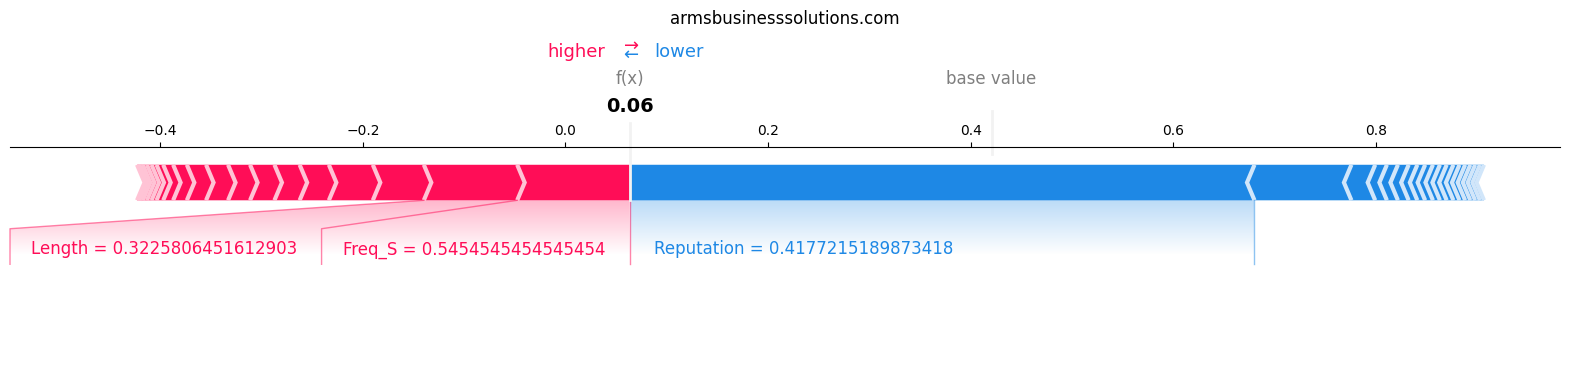 armsbusinesssolutions.com
higher ⇄ lower
f(x) base value
0.06
−0.4 −0.2 0.0 0.2 0.4 0.6 0.8
Length = 0.3225806451612903 Freq_S = 0.5454545454545454 Reputation = 0.4177215189873418